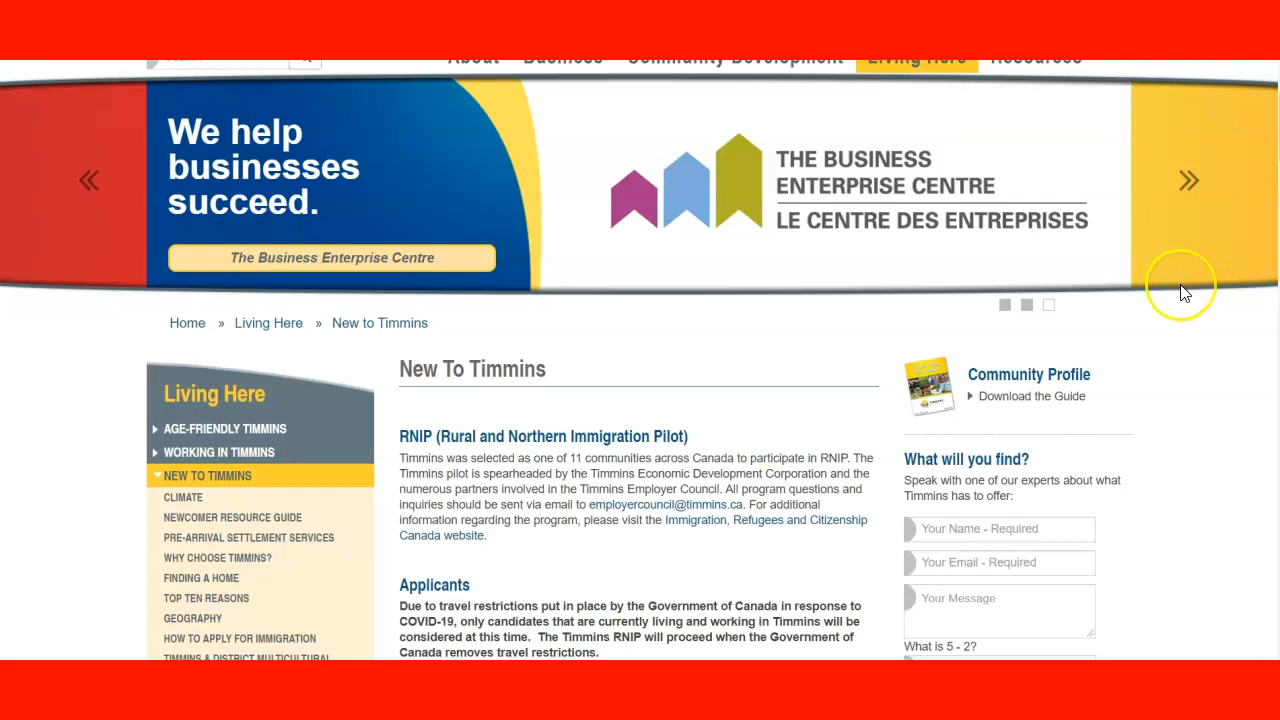 About Business Community Development Living Here Resources
We help
businesses
succeed.
The Business Enterprise Centre
THE BUSINESS
ENTERPRISE CENTRE
LE CENTRE DES ENTREPRISES
Home » Living Here » New to Timmins
Living Here
AGE-FRIENDLY TIMMINS
WORKING IN TIMMINS
NEW TO TIMMINS
CLIMATE
NEWCOMER RESOURCE GUIDE
PRE-ARRIVAL SETTLEMENT SERVICES
WHY CHOOSE TIMMINS?
FINDING A HOME
TOP TEN REASONS
GEOGRAPHY
HOW TO APPLY FOR IMMIGRATION
TIMMINS & DISTRICT MULTICULTURAL
New To Timmins
RNIP (Rural and Northern Immigration Pilot)
Timmins was selected as one of 11 communities across Canada to participate in RNIP. The
Timmins pilot is spearheaded by the Timmins Economic Development Corporation and the
numerous partners involved in the Timmins Employer Council. All program questions and
inquiries should be sent via email to employercouncil@timmins.ca. For additional
information regarding the program, please visit the Immigration, Refugees and Citizenship
Canada website.
Applicants
Due to travel restrictions put in place by the Government of Canada in response to
COVID-19, only candidates that are currently living and working in Timmins will be
considered at this time. The Timmins RNIP will proceed when the Government of
Canada removes travel restrictions.
Community Profile
Download the Guide
What will you find?
Speak with one of our experts about what
Timmins has to offer:
Your Name - Required
Your Email - Required
Your Message
What is 5 - 2?